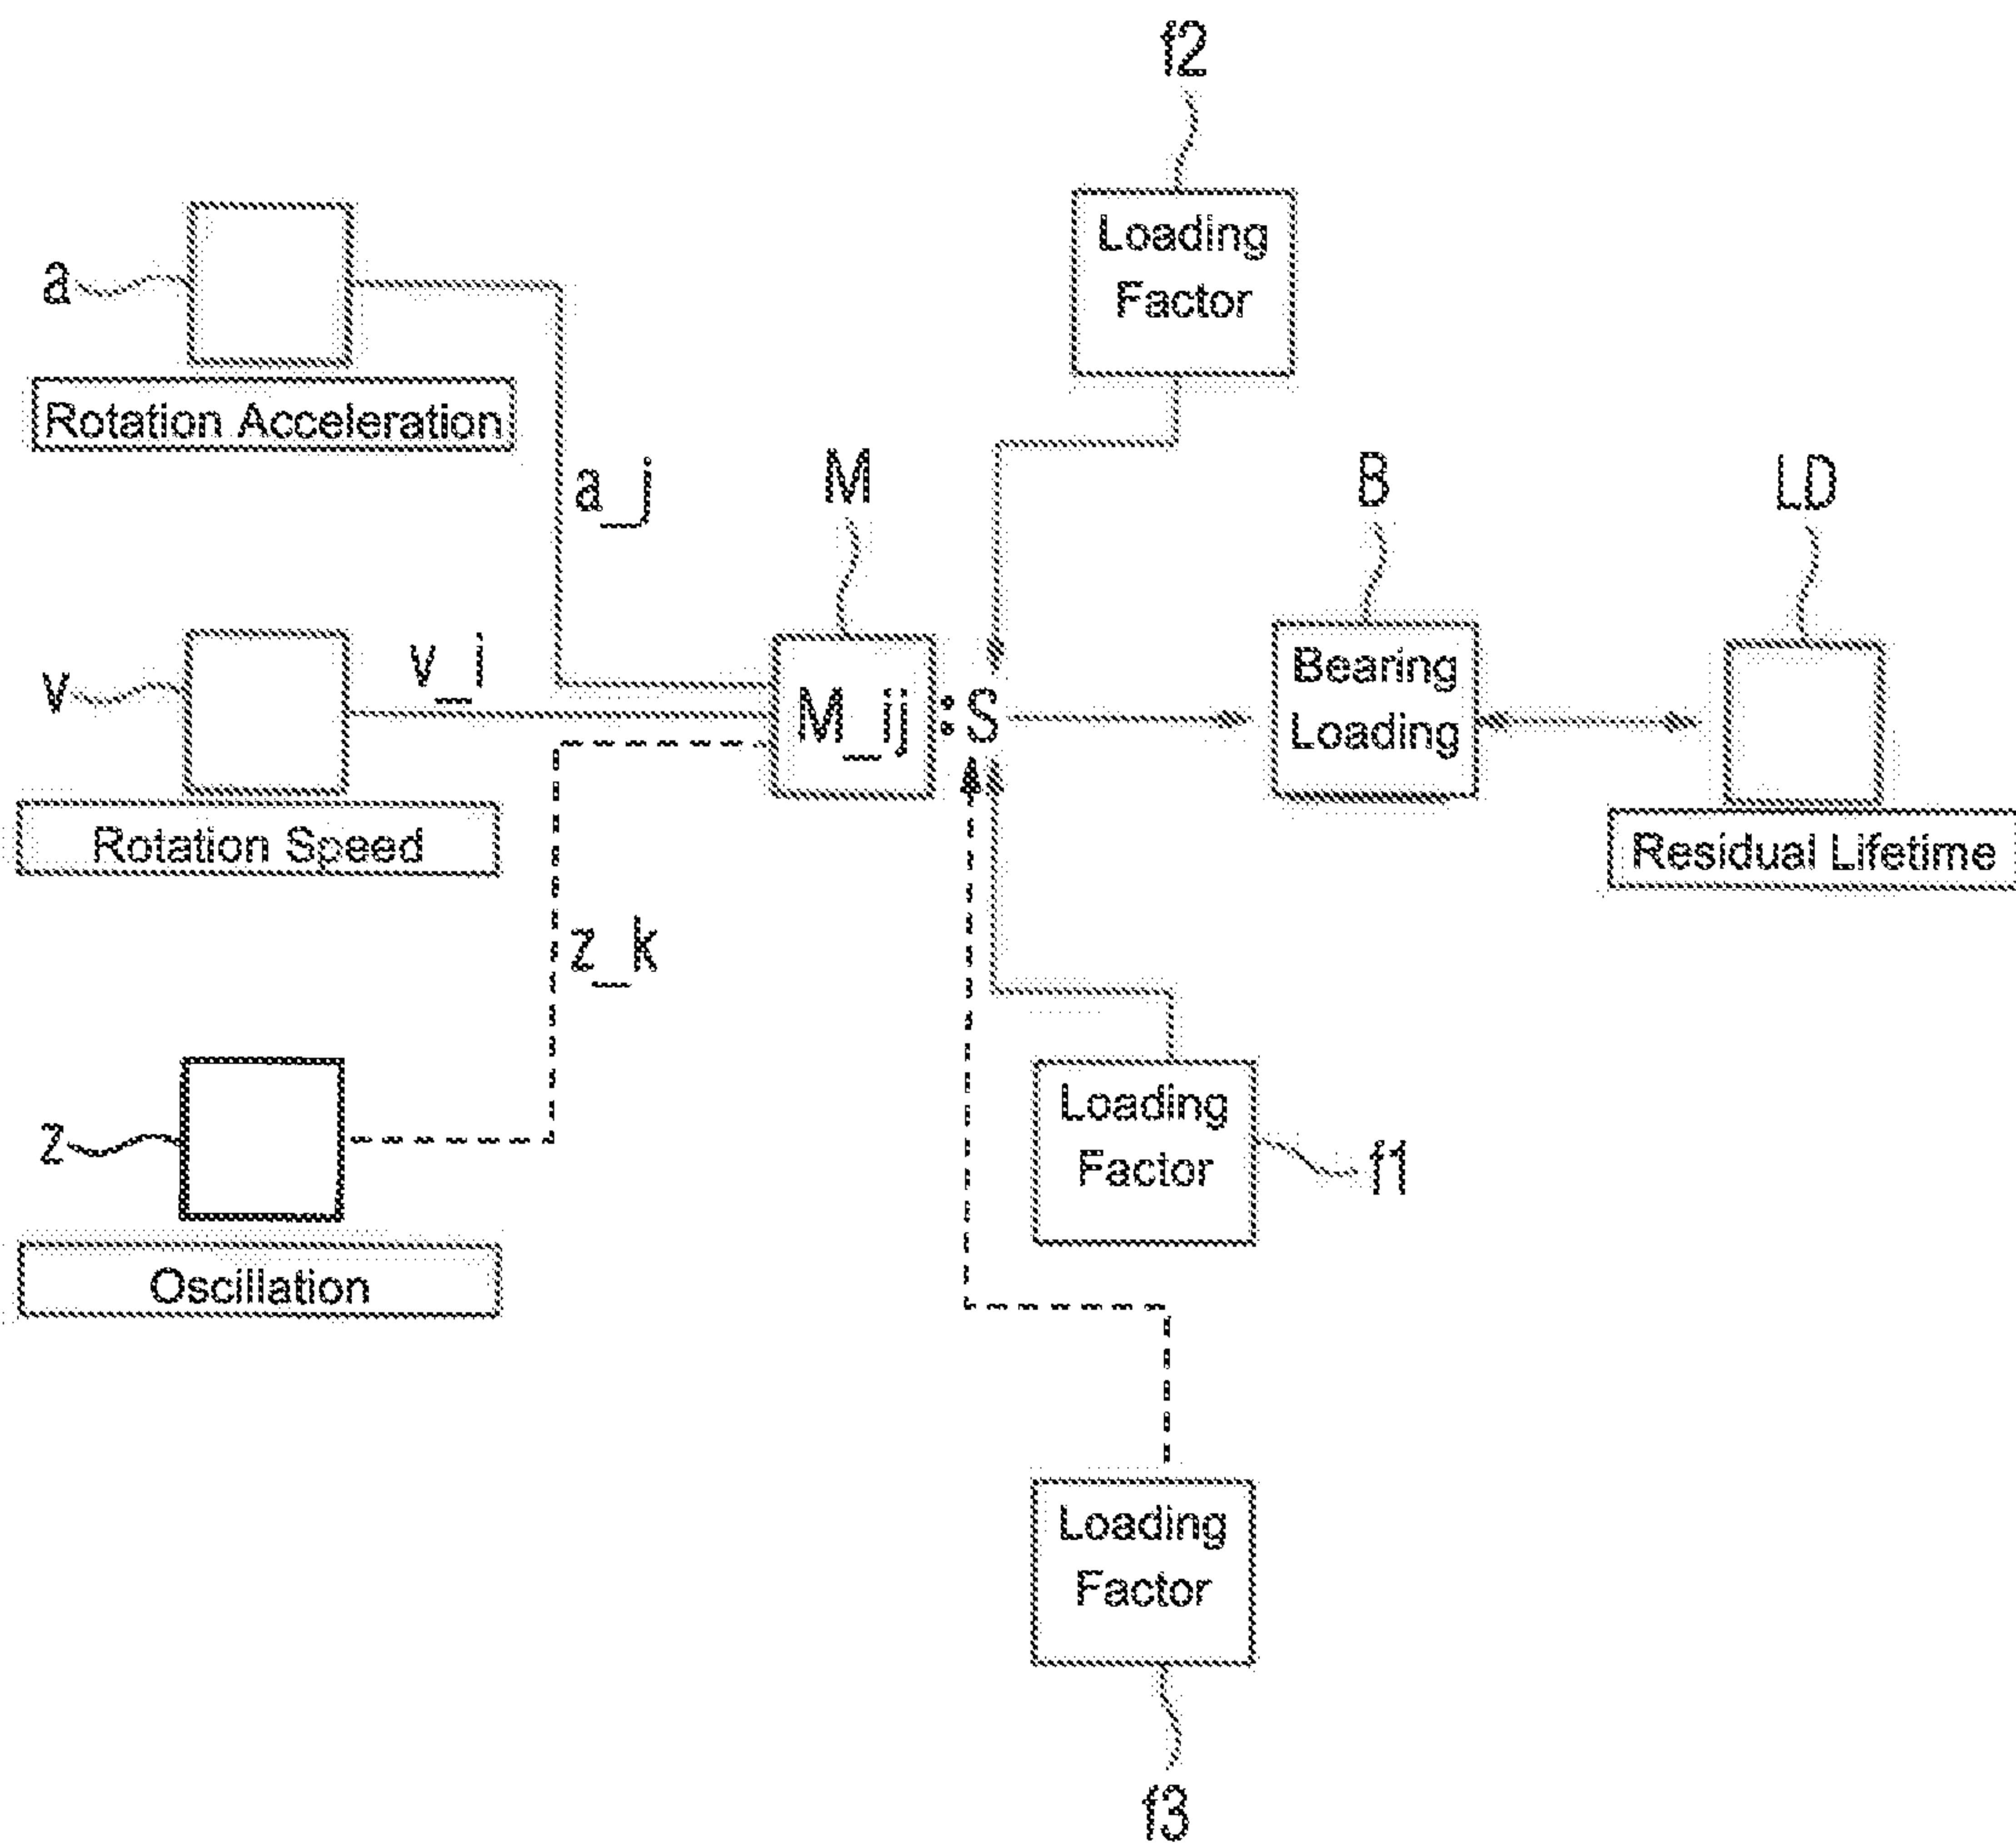 f2
Loading
Factor
a
Rotation Acceleration
a_j
M
B
LD
v
v_i
M_ij
:S
Bearing
Loading
Rotation Speed
Residual Lifetime
z_k
z
Loading
Factor
f1
Oscillation
Loading
Factor
f3